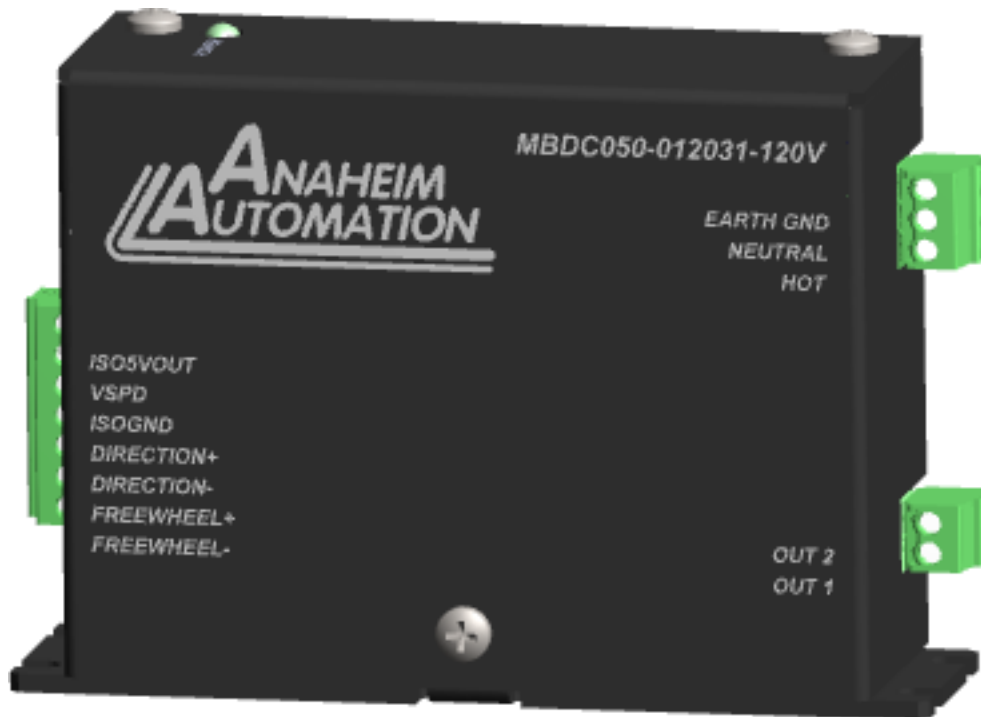 ANAHEIM
AUTOMATION
MBDC050-012031-120V
EARTH GND
NEUTRAL
HOT
ISO5VOUT
VSPD
ISOGND
DIRECTION+
DIRECTION-
FREEWHEEL+
FREEWHEEL-
OUT 2
OUT 1